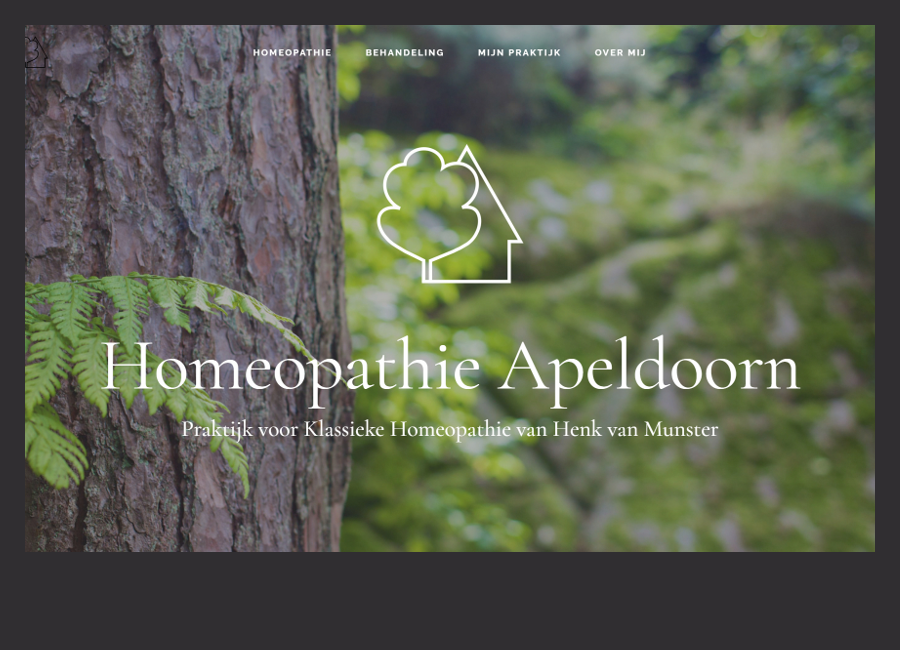 HOMEOPATHIE BEHANDELING MIJN PRAKTIJK OVER MIJ
Homeopathie Apeldoorn
Praktijk voor Klassieke Homeopathie van Henk van Munster